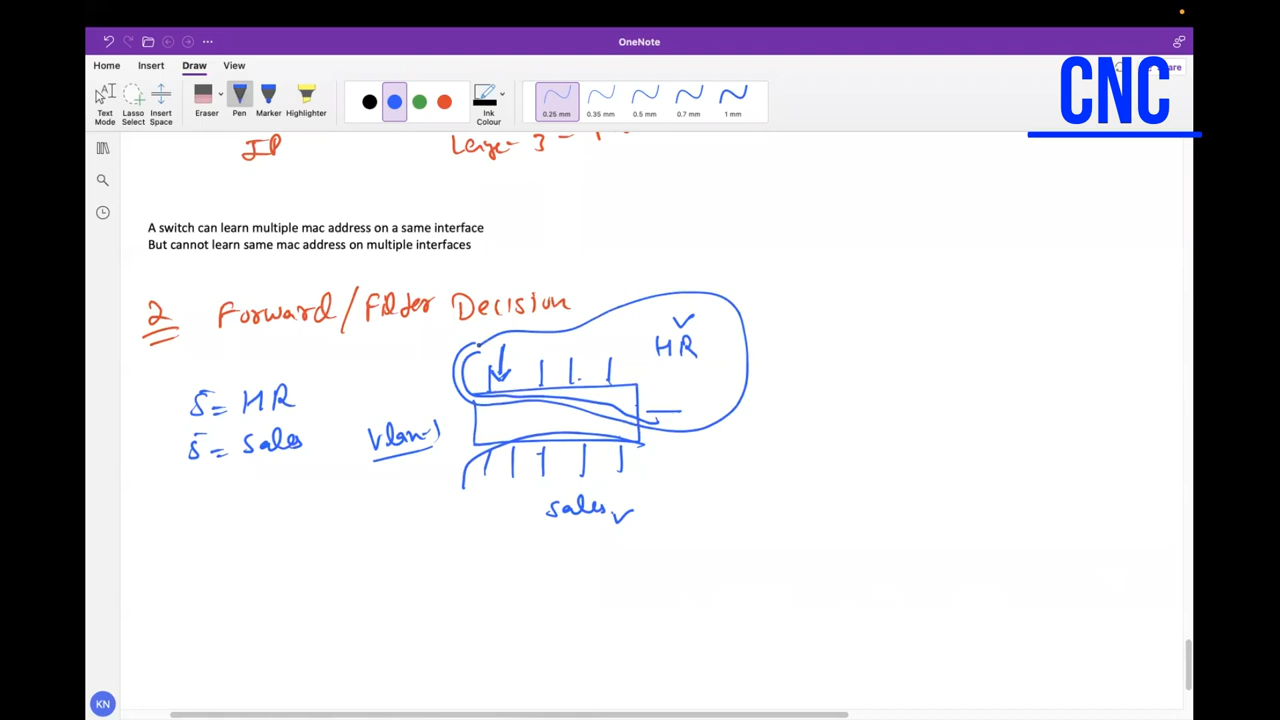 OneNote
Home Insert Draw View
CNC
Text Mode
Lasso Select
Insert Space
Eraser
Pen
Marker
Highlighter
Ink Colour
0.25 mm
0.35 mm
0.5 mm
0.7 mm
1 mm
IP
Layer - 3 -
A switch can learn multiple mac address on a same interface
But cannot learn same mac address on multiple interfaces
2 Forward/Filter Decision
HR
5 = HR
5 = Sales
Vlan-1
Sales
KN